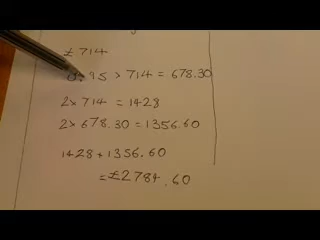 £714
0.95 × 714 = 678.30
2 × 714 = 1428
2 × 678.30 = 1356.60
1428 + 1356.60
= £2784.60